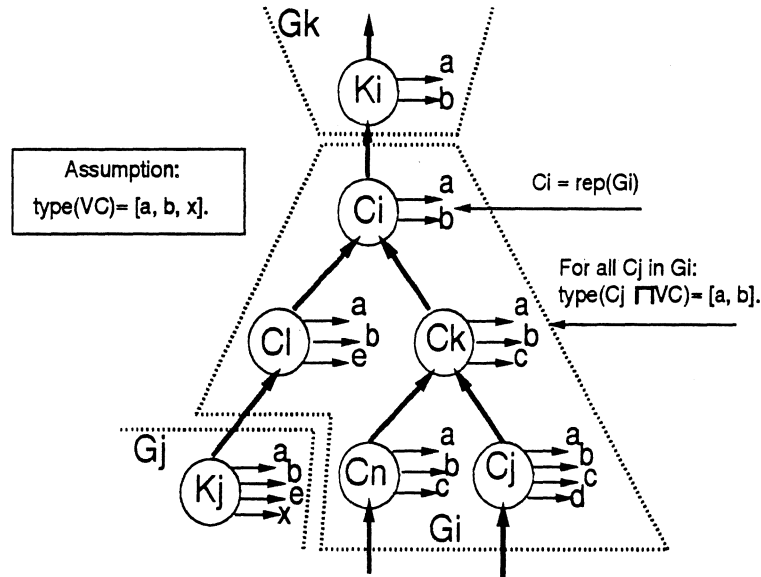 Gk
Ki
a
b
Assumption:
type(VC)= [a, b, x].
Ci
a
b
Ci = rep(Gi)
For all Cj in Gi:
type(Cj ⊓VC)= [a, b].
Cl
a
b
e
Ck
a
b
c
Gj
Kj
a
b
e
x
Cn
a
b
c
Cj
a
b
c
d
Gi